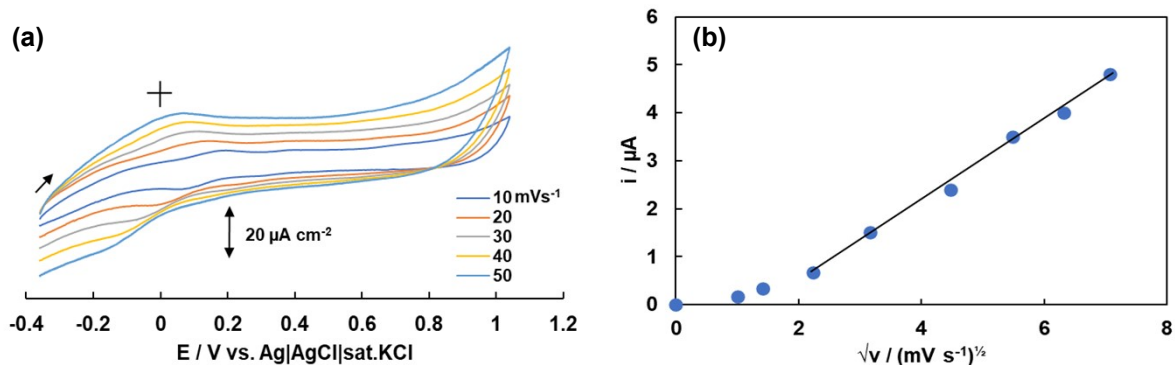 (a)
10 mVs⁻¹
20
30
40
50
20 µA cm⁻²
-0.4 -0.2 0 0.2 0.4 0.6 0.8 1 1.2
E / V vs. Ag|AgCl|sat.KCl
(b)
6
5
4
3
2
1
0
i / µA
0 2 4 6 8
√v / (mV s⁻¹)^½